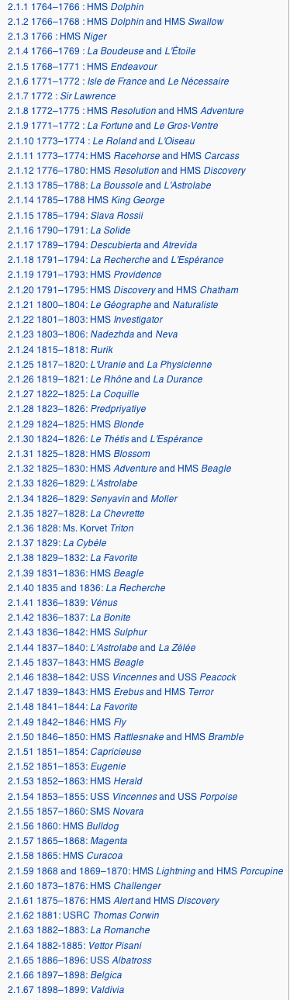 2.1.1 1764–1766 : HMS Dolphin
2.1.2 1766–1768 : HMS Dolphin and HMS Swallow
2.1.3 1766 : HMS Niger
2.1.4 1766–1769 : La Boudeuse and L'Étoile
2.1.5 1768–1771 : HMS Endeavour
2.1.6 1771–1772 : Isle de France and Le Nécessaire
2.1.7 1772 : Sir Lawrence
2.1.8 1772–1775 : HMS Resolution and HMS Adventure
2.1.9 1771–1772 : La Fortune and Le Gros-Ventre
2.1.10 1773–1774 : Le Roland and L'Oiseau
2.1.11 1773–1774: HMS Racehorse and HMS Carcass
2.1.12 1776–1780: HMS Resolution and HMS Discovery
2.1.13 1785–1788: La Boussole and L'Astrolabe
2.1.14 1785–1788 HMS King George
2.1.15 1785–1794: Slava Rossii
2.1.16 1790–1791: La Solide
2.1.17 1789–1794: Descubierta and Atrevida
2.1.18 1791–1794: La Recherche and L'Espérance
2.1.19 1791–1793: HMS Providence
2.1.20 1791–1795: HMS Discovery and HMS Chatham
2.1.21 1800–1804: Le Géographe and Naturaliste
2.1.22 1801–1803: HMS Investigator
2.1.23 1803–1806: Nadezhda and Neva
2.1.24 1815–1818: Rurik
2.1.25 1817–1820: L'Uranie and La Physicienne
2.1.26 1819–1821: Le Rhône and La Durance
2.1.27 1822–1825: La Coquille
2.1.28 1823–1826: Predpriyatiye
2.1.29 1824–1825: HMS Blonde
2.1.30 1824–1826: Le Thétis and L'Espérance
2.1.31 1825–1828: HMS Blossom
2.1.32 1825–1830: HMS Adventure and HMS Beagle
2.1.33 1826–1829: L'Astrolabe
2.1.34 1826–1829: Senyavin and Moller
2.1.35 1827–1828: La Chevrette
2.1.36 1828: Ms. Korvet Triton
2.1.37 1829: La Cybèle
2.1.38 1829–1832: La Favorite
2.1.39 1831–1836: HMS Beagle
2.1.40 1835 and 1836: La Recherche
2.1.41 1836–1839: Vénus
2.1.42 1836–1837: La Bonite
2.1.43 1836–1842: HMS Sulphur
2.1.44 1837–1840: L'Astrolabe and La Zélée
2.1.45 1837–1843: HMS Beagle
2.1.46 1838–1842: USS Vincennes and USS Peacock
2.1.47 1839–1843: HMS Erebus and HMS Terror
2.1.48 1841–1844: La Favorite
2.1.49 1842–1846: HMS Fly
2.1.50 1846–1850: HMS Rattlesnake and HMS Bramble
2.1.51 1851–1854: Capricieuse
2.1.52 1851–1853: Eugenie
2.1.53 1852–1863: HMS Herald
2.1.54 1853–1855: USS Vincennes and USS Porpoise
2.1.55 1857–1860: SMS Novara
2.1.56 1860: HMS Bulldog
2.1.57 1865–1868: Magenta
2.1.58 1865: HMS Curacoa
2.1.59 1868 and 1869–1870: HMS Lightning and HMS Porcupine
2.1.60 1873–1876: HMS Challenger
2.1.61 1875–1876: HMS Alert and HMS Discovery
2.1.62 1881: USRC Thomas Corwin
2.1.63 1882–1883: La Romanche
2.1.64 1882-1885: Vettor Pisani
2.1.65 1886–1896: USS Albatross
2.1.66 1897–1898: Belgica
2.1.67 1898–1899: Valdivia